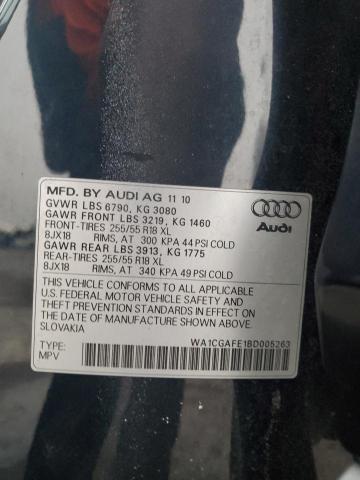 MFD. BY AUDI AG 11 10
GVWR LBS 6790, KG 3080
GAWR FRONT LBS 3219, KG 1460
FRONT-TIRES 255/55 R18 XL
8JX18 RIMS, AT 300 KPA 44 PSI COLD
GAWR REAR LBS 3913, KG 1775
REAR-TIRES 255/55 R18 XL
8JX18 RIMS, AT 340 KPA 49 PSI COLD
THIS VEHICLE CONFORMS TO ALL APPLICABLE
U.S. FEDERAL MOTOR VEHICLE SAFETY, BUMPER AND
THEFT PREVENTION STANDARDS IN EFFECT ON
THE DATE OF MANUFACTURE SHOWN ABOVE.
SLOVAKIA
TYPE: WA1CGAFE1BD005263
MPV
Audi